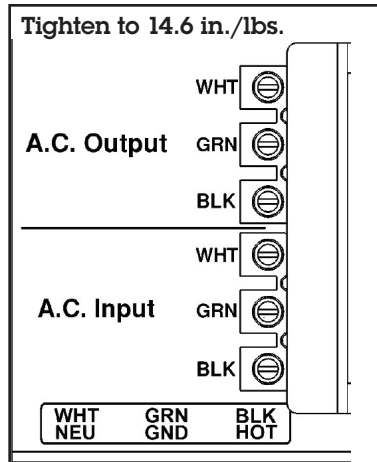 Tighten to 14.6 in./lbs.
WHT
A.C. Output GRN
BLK
WHT
A.C. Input GRN
BLK
WHT GRN BLK
NEU GND HOT